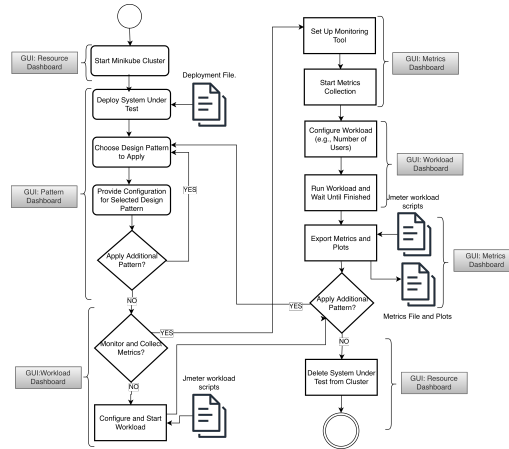 GUI: Resource
Dashboard
Start Minikube Cluster
Deployment File.
Deploy System Under
Test
Choose Design Pattern
to Apply
GUI: Pattern
Dashboard
Provide Configuration
for Selected Design
Pattern
YES
Apply Additional
Pattern?
NO
Monitor and Collect
Metrics?
YES
GUI:Workload
Dashboard
NO
Jmeter workload
scripts
Configure and Start
Workload
Set Up Monitoring
Tool
GUI: Metrics
Dashboard
Start Metrics
Collection
Configure Workload
(e.g., Number of
Users)
GUI: Workload
Dashboard
Run Workload and
Wait Until Finished
Jmeter workload
scripts
Export Metrics and
Plots
GUI: Metrics
Dashboard
Metrics File and Plots
YES
Apply Additional
Pattern?
NO
Delete System Under
Test from Cluster
GUI: Resource
Dashboard